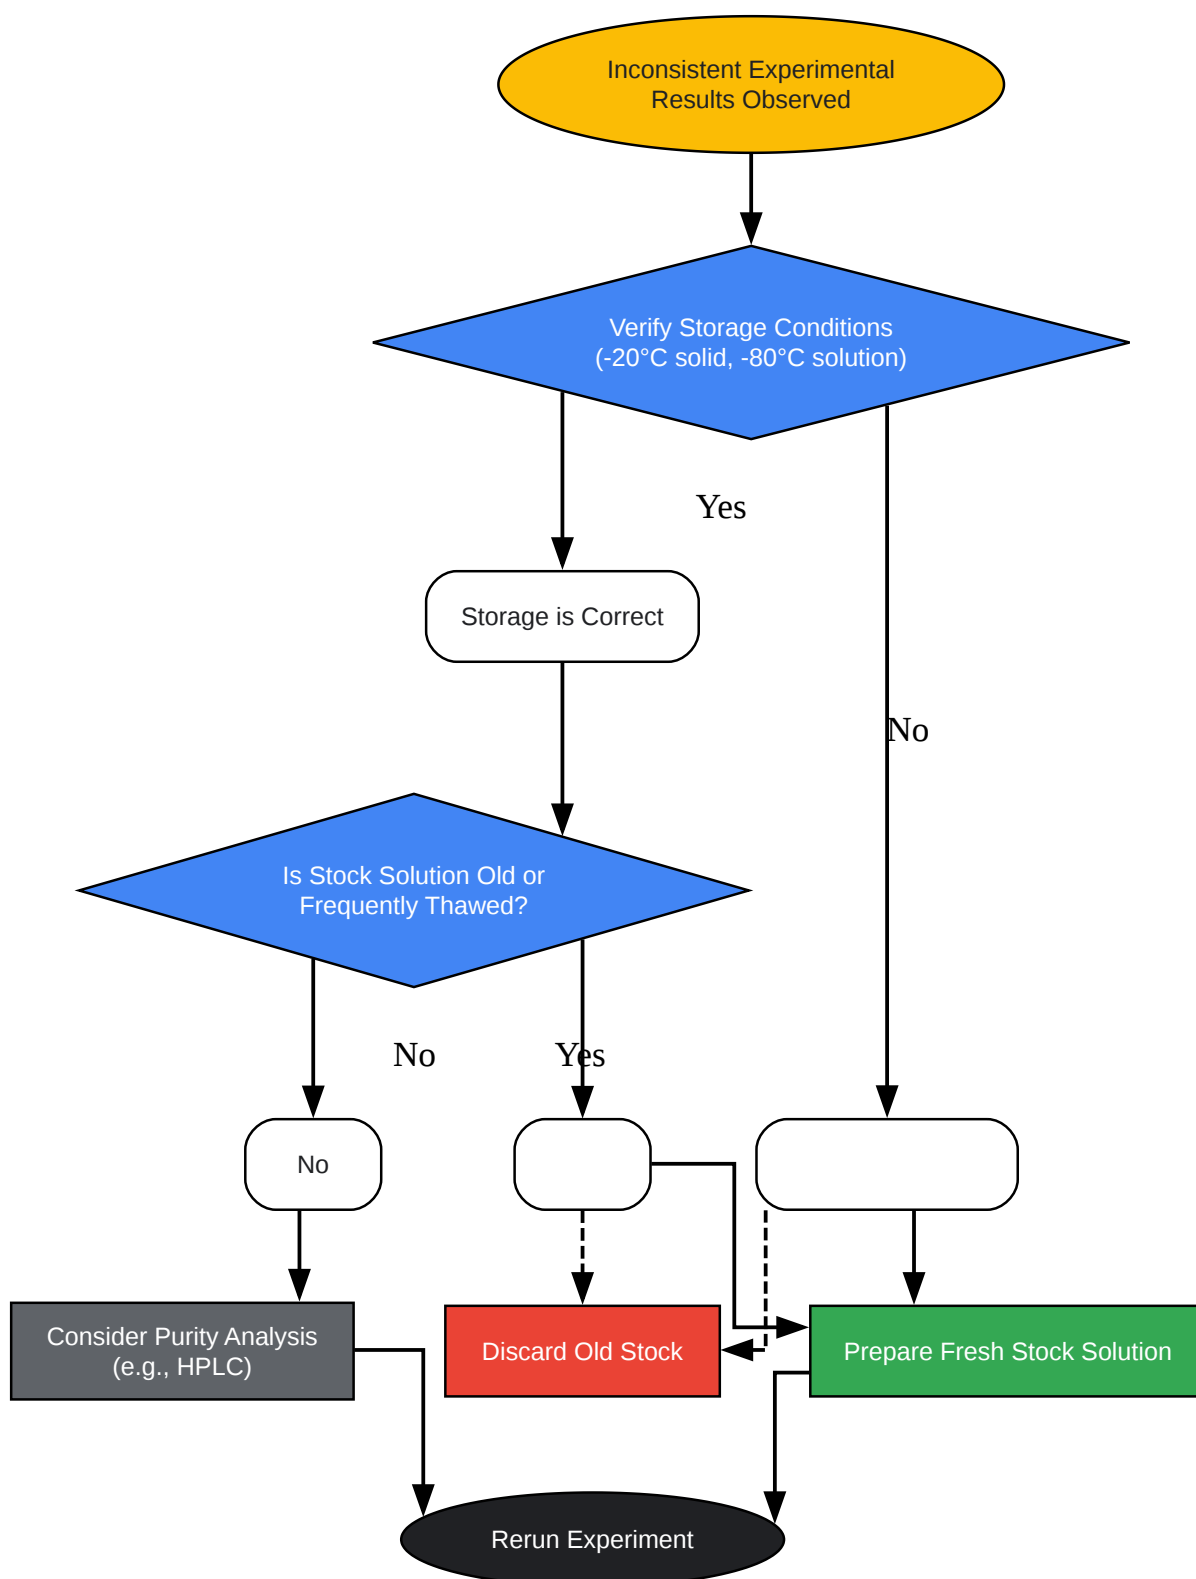 Inconsistent Experimental
Results Observed
Verify Storage Conditions
(-20°C solid, -80°C solution)
Yes
Storage is Correct
No
Is Stock Solution Old or
Frequently Thawed?
No
Yes
No
Consider Purity Analysis
(e.g., HPLC)
Discard Old Stock
Prepare Fresh Stock Solution
Rerun Experiment